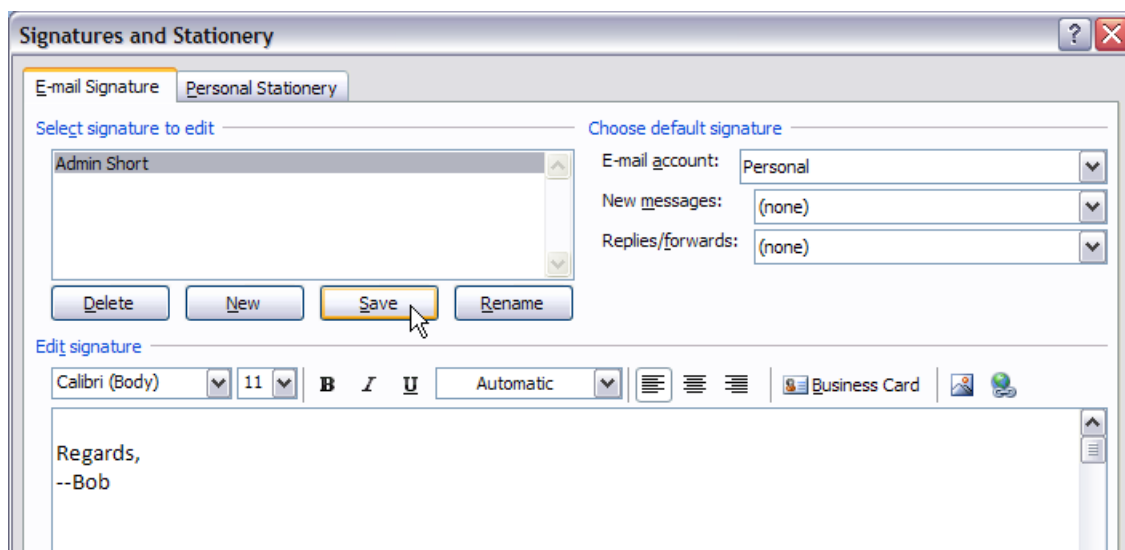 Signatures and Stationery
?
E-mail Signature
Personal Stationery
Select signature to edit
Admin Short
Delete
New
Save
Rename
Choose default signature
E-mail account:
Personal
New messages:
(none)
Replies/forwards:
(none)
Edit signature
Calibri (Body)
11
B
I
U
Automatic
Business Card
Regards,
--Bob